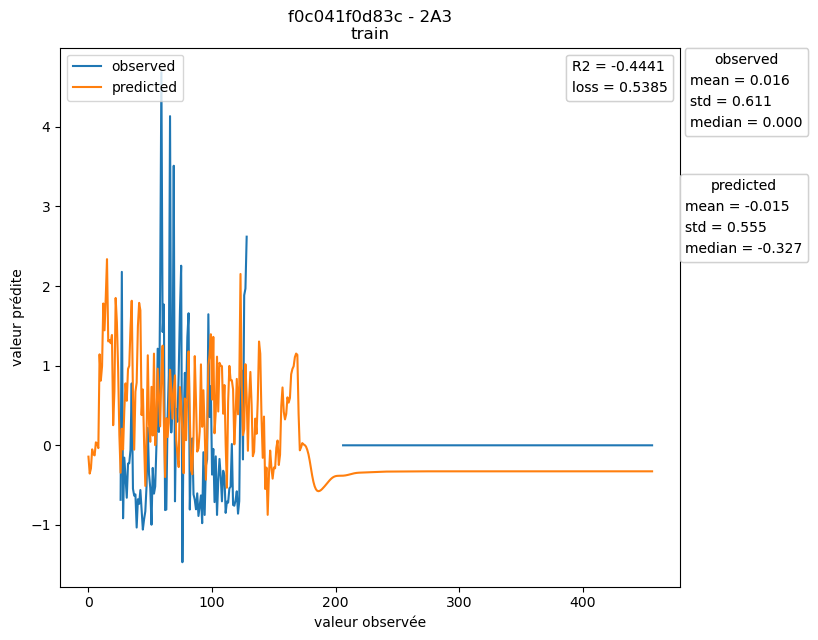 f0c041f0d83c - 2A3
train
observed
predicted
R2 = -0.4441
loss = 0.5385
observed
mean = 0.016
std = 0.611
median = 0.000
predicted
mean = -0.015
std = 0.555
median = -0.327
valeur prédite
4
3
2
1
0
−1
0
100
200
300
400
valeur observée